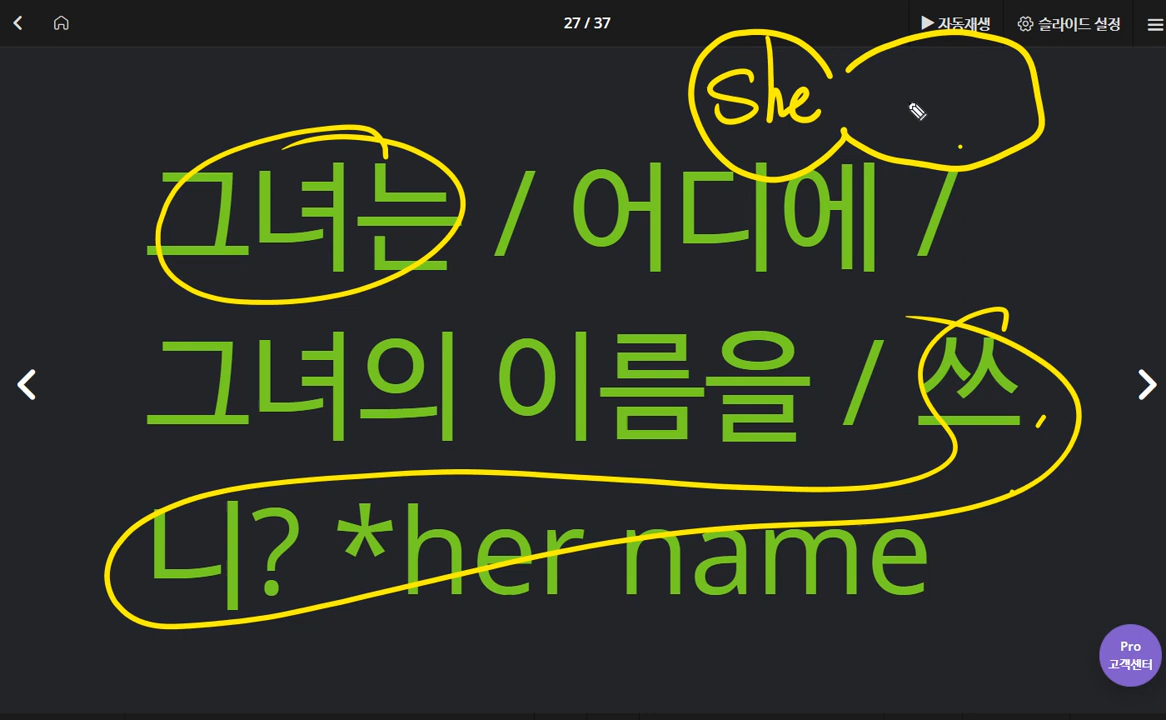 27 / 37
자동재생
슬라이드 설정
She
그녀는 / 어디에 /
그녀의 이름을 / 쓰
니? *her name
Pro
고객센터